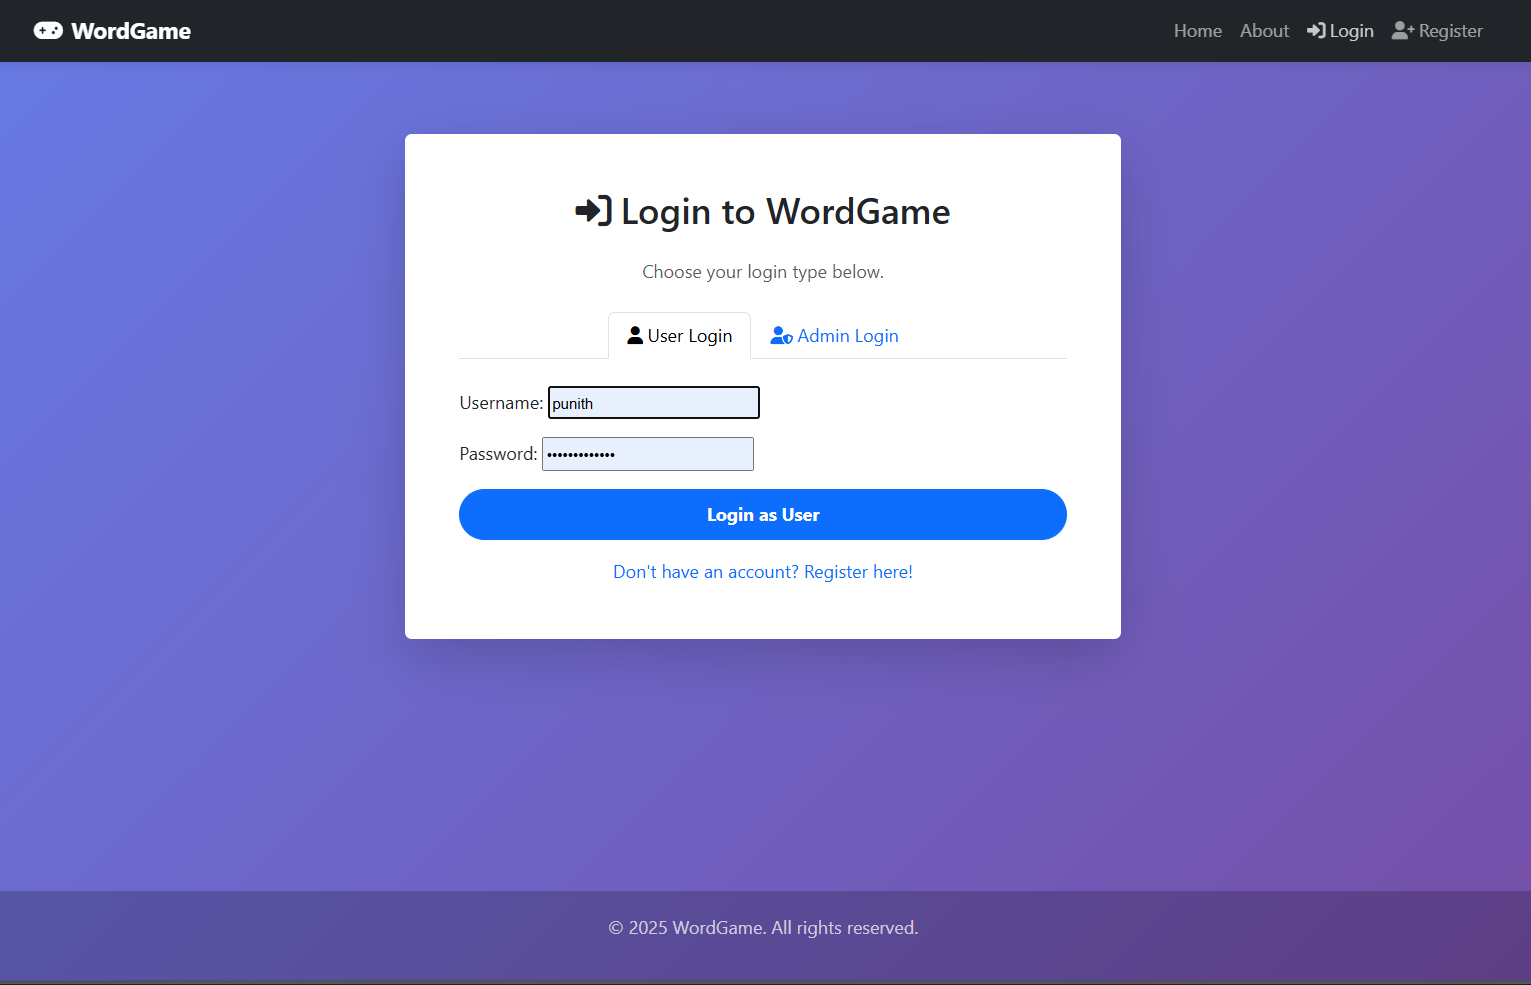 WordGame
Home About Login Register
Login to WordGame
Choose your login type below.
User Login Admin Login
Username: punith
Password: •••••••••••••
Login as User
Don't have an account? Register here!
© 2025 WordGame. All rights reserved.